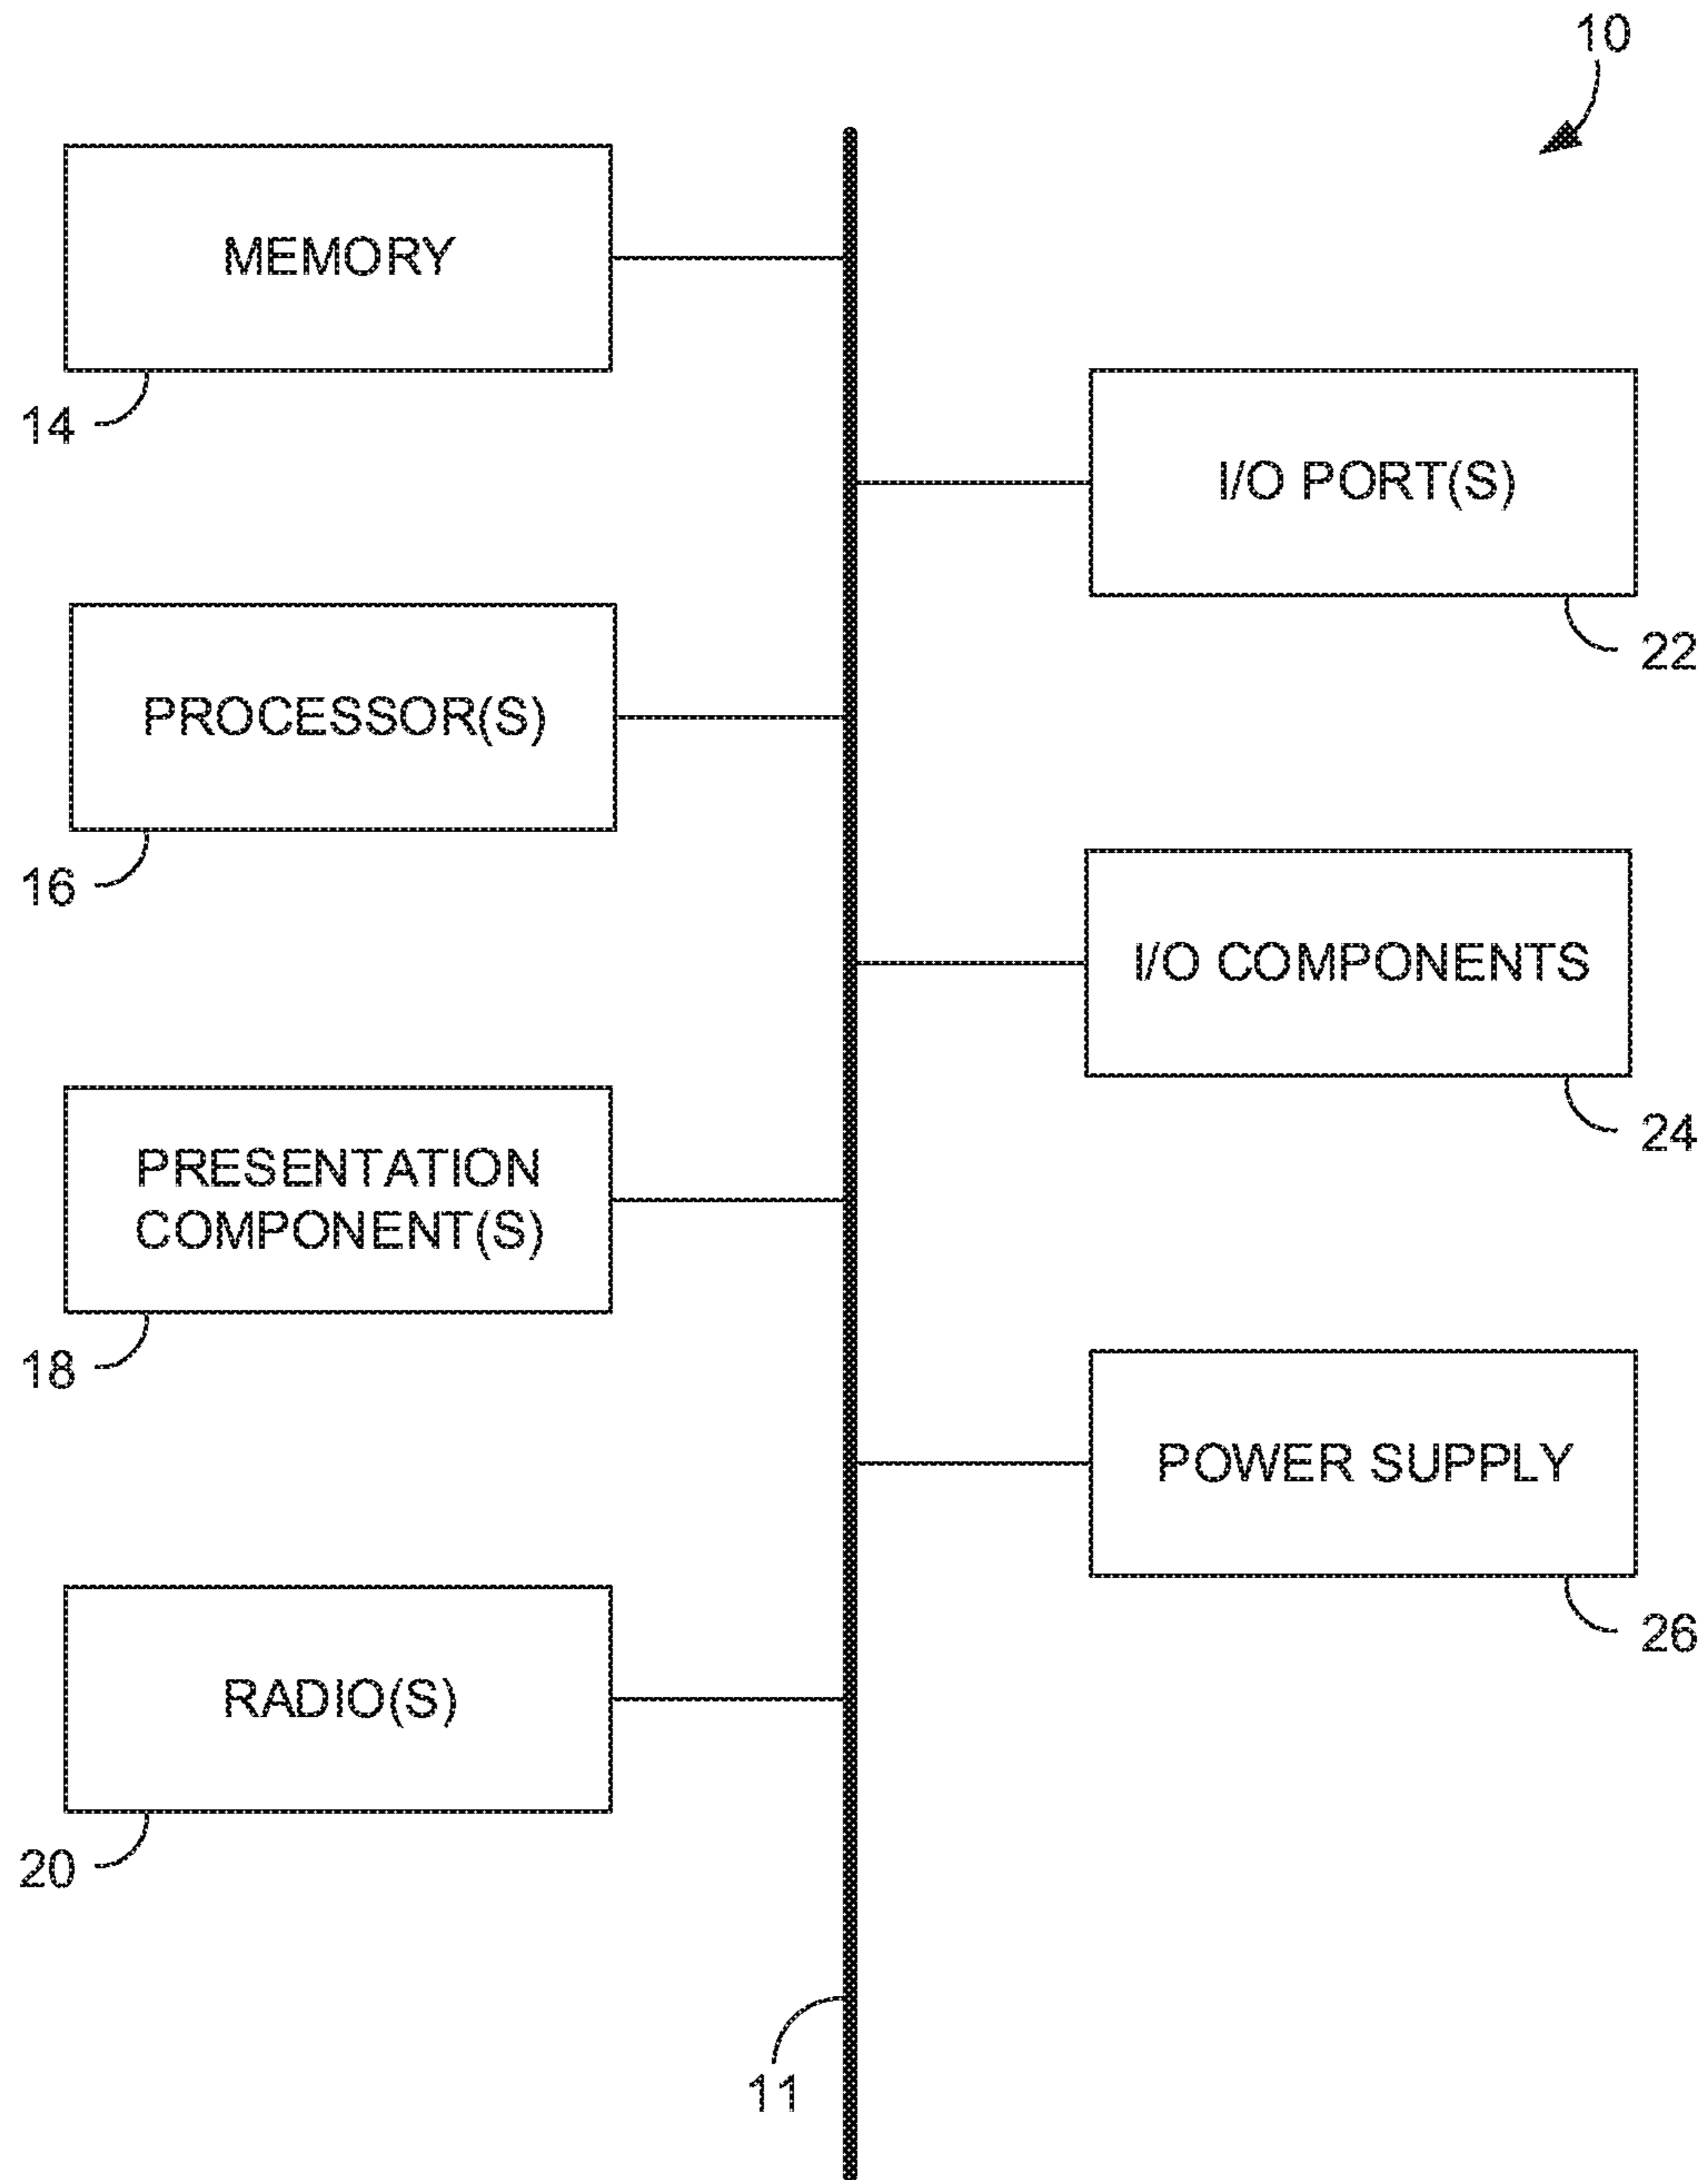 10
MEMORY
14
I/O PORT(S)
22
PROCESSOR(S)
16
I/O COMPONENTS
24
PRESENTATION
COMPONENT(S)
18
POWER SUPPLY
26
RADIO(S)
20
11